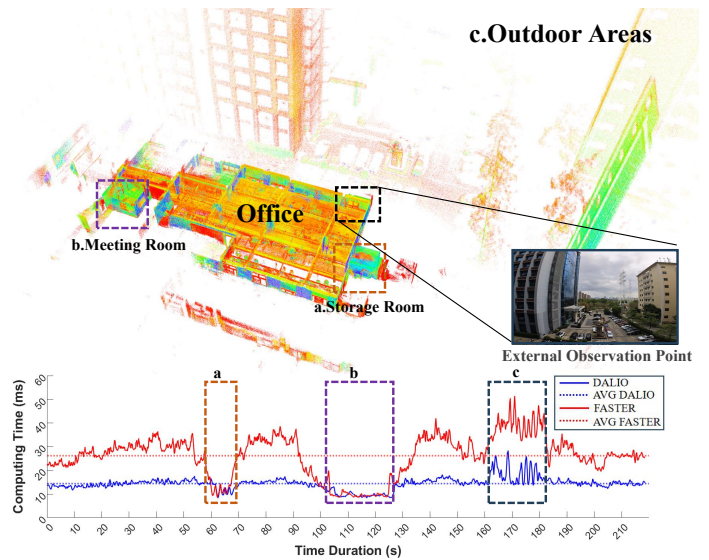 c.Outdoor Areas
Office
b.Meeting Room
a.Storage Room
External Observation Point
a
b
c
DALIO
AVG DALIO
FASTER
AVG FASTER
Computing Time (ms)
60
50
40
30
20
10
0
0 10 20 30 40 50 60 70 80 90 100 110 120 130 140 150 160 170 180 190 200 210
Time Duration (s)